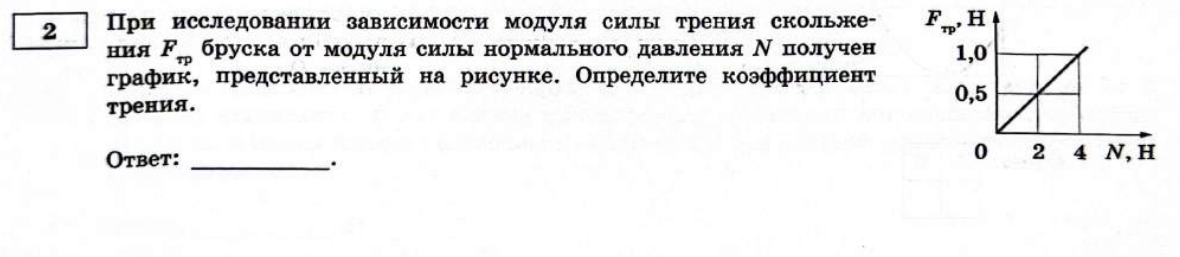 2
При исследовании зависимости модуля силы трения скольже-
ния Fтр бруска от модуля силы нормального давления N получен
график, представленный на рисунке. Определите коэффициент
трения.
Ответ: ____________.
Fтр, Н
1,0
0,5
0 2 4 N, Н